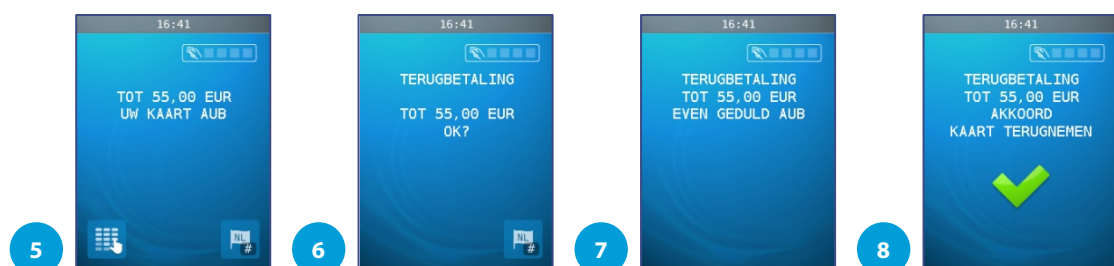 16:41
TOT 55,00 EUR
UW KAART AUB
NL
#
5
16:41
TERUGBETALING
TOT 55,00 EUR
OK?
NL
#
6
16:41
TERUGBETALING
TOT 55,00 EUR
EVEN GEDULD AUB
7
16:41
TERUGBETALING
TOT 55,00 EUR
AKKOORD
KAART TERUGNEMEN
8